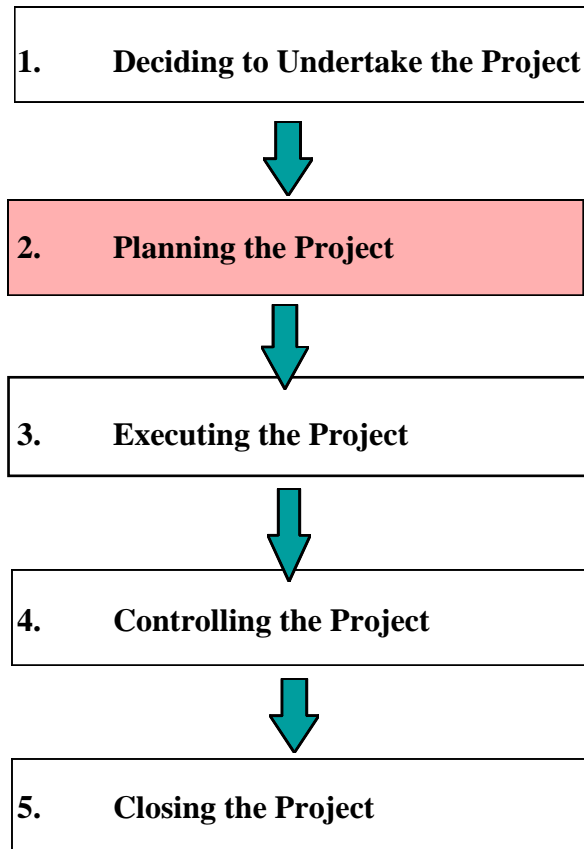 1. Deciding to Undertake the Project
2. Planning the Project
3. Executing the Project
4. Controlling the Project
5. Closing the Project